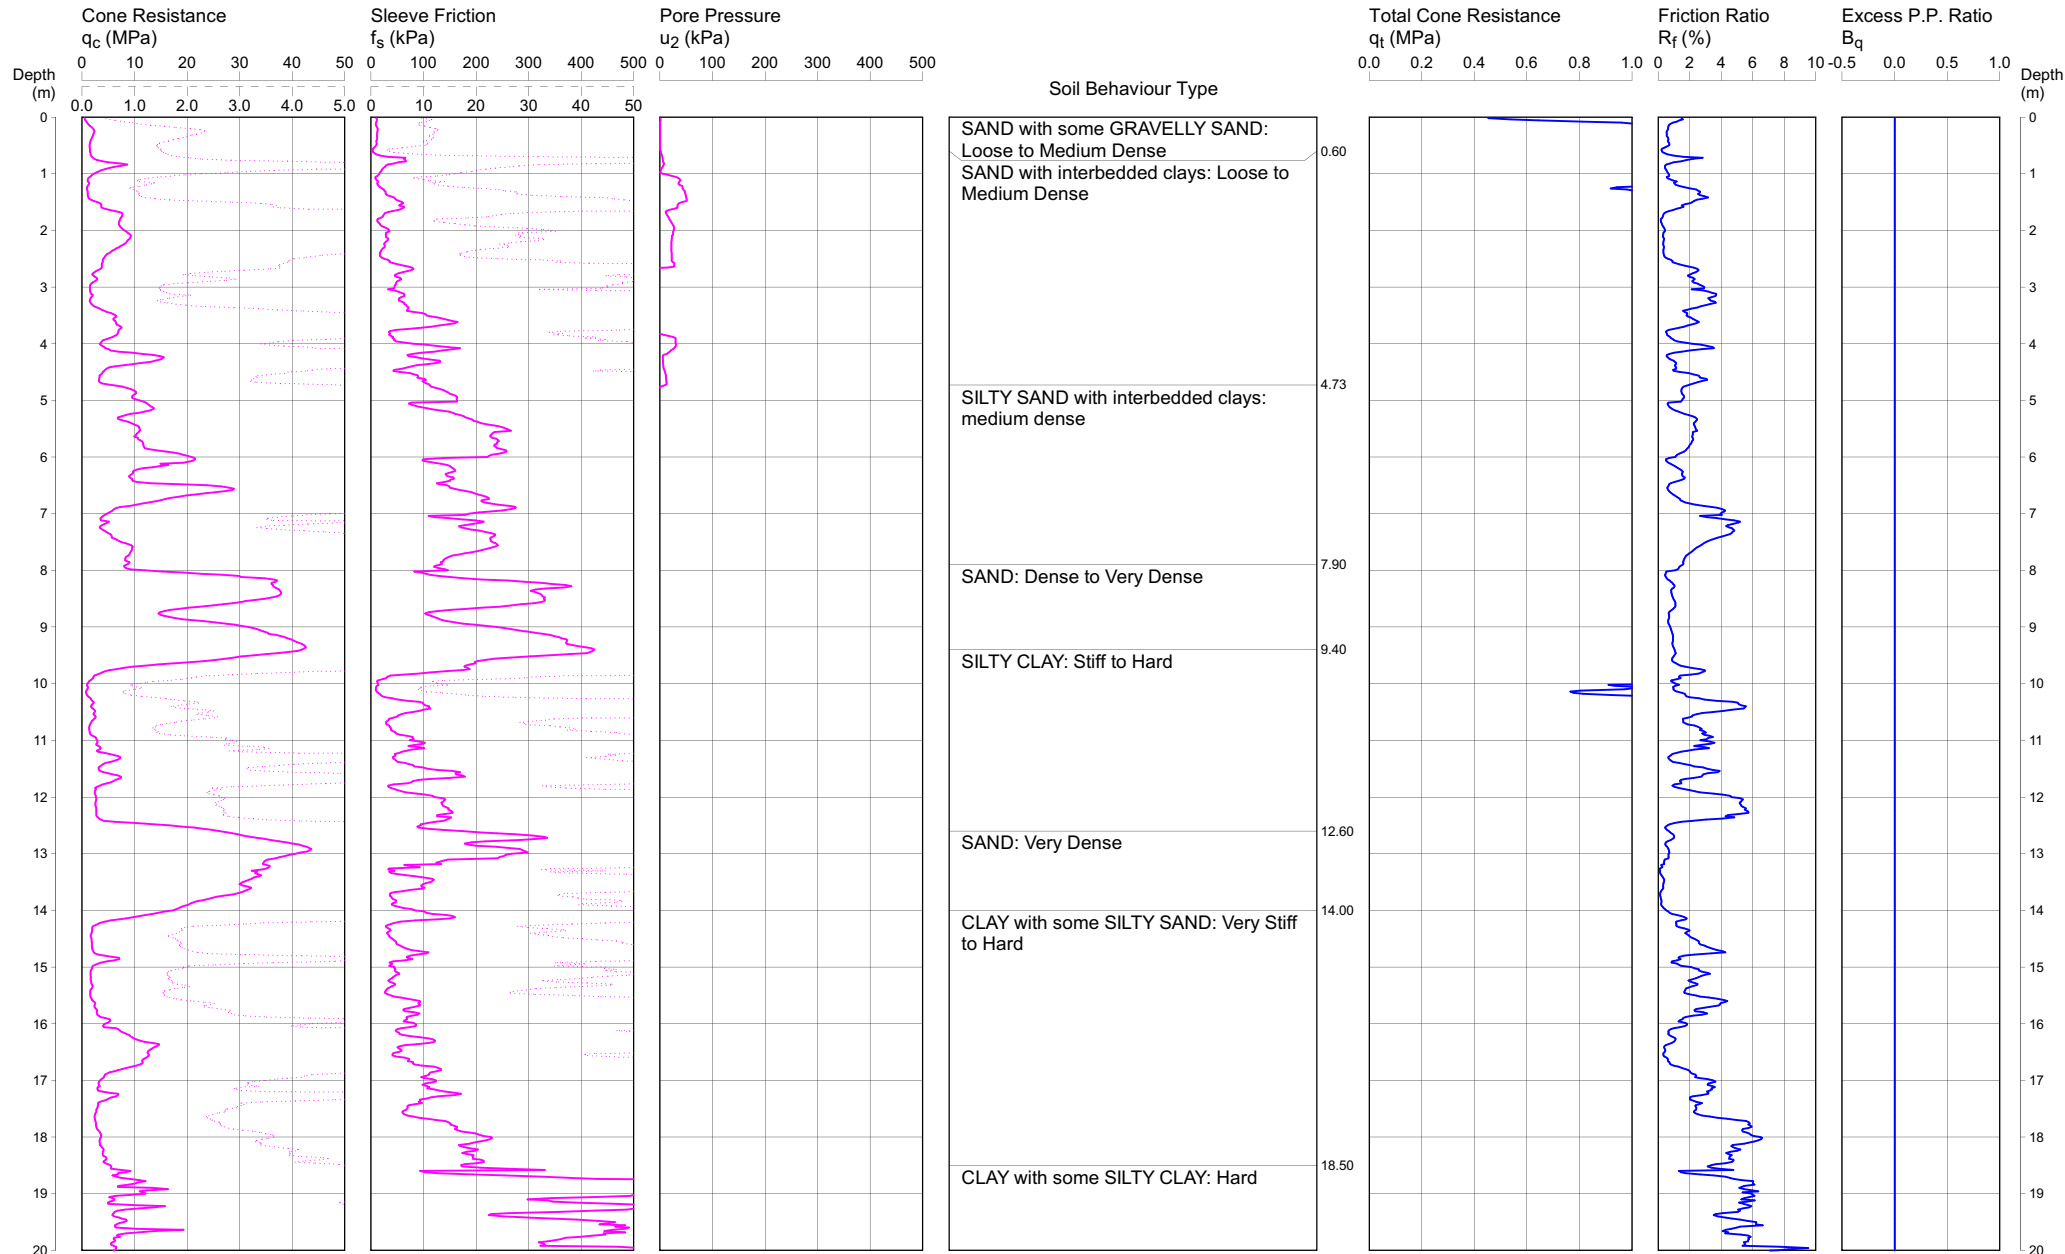 Cone Resistance
qc (MPa)
Sleeve Friction
fs (kPa)
Pore Pressure
u2 (kPa)
Total Cone Resistance
qt (MPa)
Friction Ratio
Rf (%)
Excess P.P. Ratio
Bq
0 10 20 30 40 50
0 100 200 300 400 500
0 100 200 300 400 500
0.0 0.2 0.4 0.6 0.8 1.0
0 2 4 6 8 10
-0.5 0.0 0.5 1.0
Depth
(m)
Soil Behaviour Type
Depth
(m)
0.0 1.0 2.0 3.0 4.0 5.0
0 10 20 30 40 50
0
SAND with some GRAVELLY SAND:
Loose to Medium Dense
0.60
0
SAND with interbedded clays: Loose to
Medium Dense
1
1
2
2
3
3
4
4
4.73
SILTY SAND with interbedded clays:
medium dense
5
5
6
6
7
7
7.90
SAND: Dense to Very Dense
8
8
9
9
9.40
SILTY CLAY: Stiff to Hard
10
10
11
11
12
12
12.60
SAND: Very Dense
13
13
14
14.00
14
CLAY with some SILTY SAND: Very Stiff
to Hard
15
15
16
16
17
17
18
18
18.50
CLAY with some SILTY CLAY: Hard
19
19
20
20